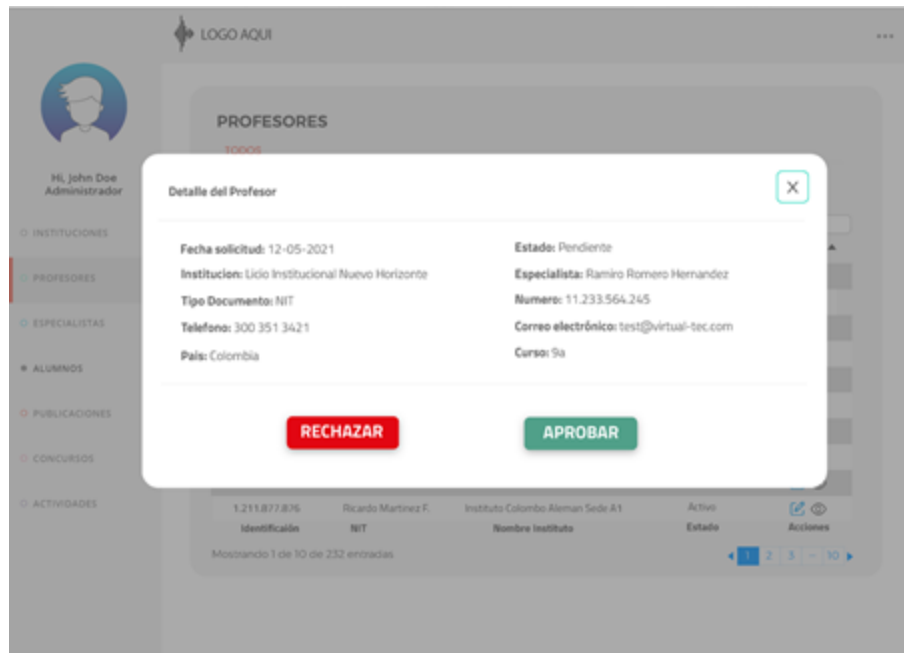 LOGO AQUI
Hi, John Doe
Administrador
INSTITUCIONES
PROFESORES
ESPECIALISTAS
ALUMNOS
PUBLICACIONES
CONCURSOS
ACTIVIDADES
PROFESORES
TODOS
Detalle del Profesor
X
Fecha solicitud: 12-05-2021
Estado: Pendiente
Institucion: Licio Institucional Nuevo Horizonte
Especialista: Ramiro Romero Hernandez
Tipo Documento: NIT
Numero: 11.233.564.245
Telefono: 300 351 3421
Correo electrónico: test@virtual-tec.com
Pais: Colombia
Curso: 9a
RECHAZAR
APROBAR
1.211.877.876 Ricardo Martinez F. Instituto Colombo Aleman Sede A1 Activo
Identificaión NIT Nombre Instituto Estado Acciones
Mostrando 1 de 10 de 232 entradas
1 2 3 – 10